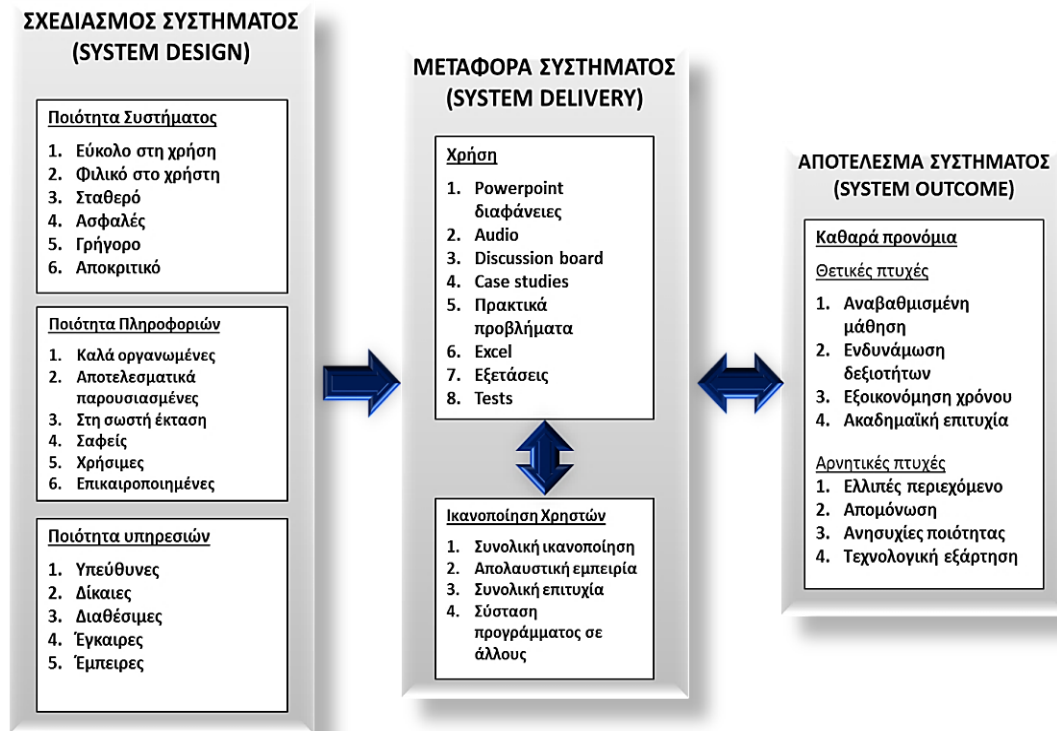 ΣΧΕΔΙΑΣΜΟΣ ΣΥΣΤΗΜΑΤΟΣ
(SYSTEM DESIGN)
Ποιότητα Συστήματος
1. Εύκολο στη χρήση
2. Φιλικό στο χρήστη
3. Σταθερό
4. Ασφαλές
5. Γρήγορο
6. Αποκριτικό
Ποιότητα Πληροφοριών
1. Καλά οργανωμένες
2. Αποτελεσματικά
παρουσιασμένες
3. Στη σωστή έκταση
4. Σαφείς
5. Χρήσιμες
6. Επικαιροποιημένες
Ποιότητα υπηρεσιών
1. Υπεύθυνες
2. Δίκαιες
3. Διαθέσιμες
4. Έγκαιρες
5. Έμπειρες
ΜΕΤΑΦΟΡΑ ΣΥΣΤΗΜΑΤΟΣ
(SYSTEM DELIVERY)
Χρήση
1. Powerpoint
διαφάνειες
2. Audio
3. Discussion board
4. Case studies
5. Πρακτικά
προβλήματα
6. Excel
7. Εξετάσεις
8. Tests
Ικανοποίηση Χρηστών
1. Συνολική ικανοποίηση
2. Απολαυστική εμπειρία
3. Συνολική επιτυχία
4. Σύσταση
προγράμματος σε
άλλους
ΑΠΟΤΕΛΕΣΜΑ ΣΥΣΤΗΜΑΤΟΣ
(SYSTEM OUTCOME)
Καθαρά προνόμια
Θετικές πτυχές
1. Αναβαθμισμένη
μάθηση
2. Ενδυνάμωση
δεξιοτήτων
3. Εξοικονόμηση χρόνου
4. Ακαδημαϊκή επιτυχία
Αρνητικές πτυχές
1. Ελλιπές περιεχόμενο
2. Απομόνωση
3. Ανησυχίες ποιότητας
4. Τεχνολογική εξάρτηση